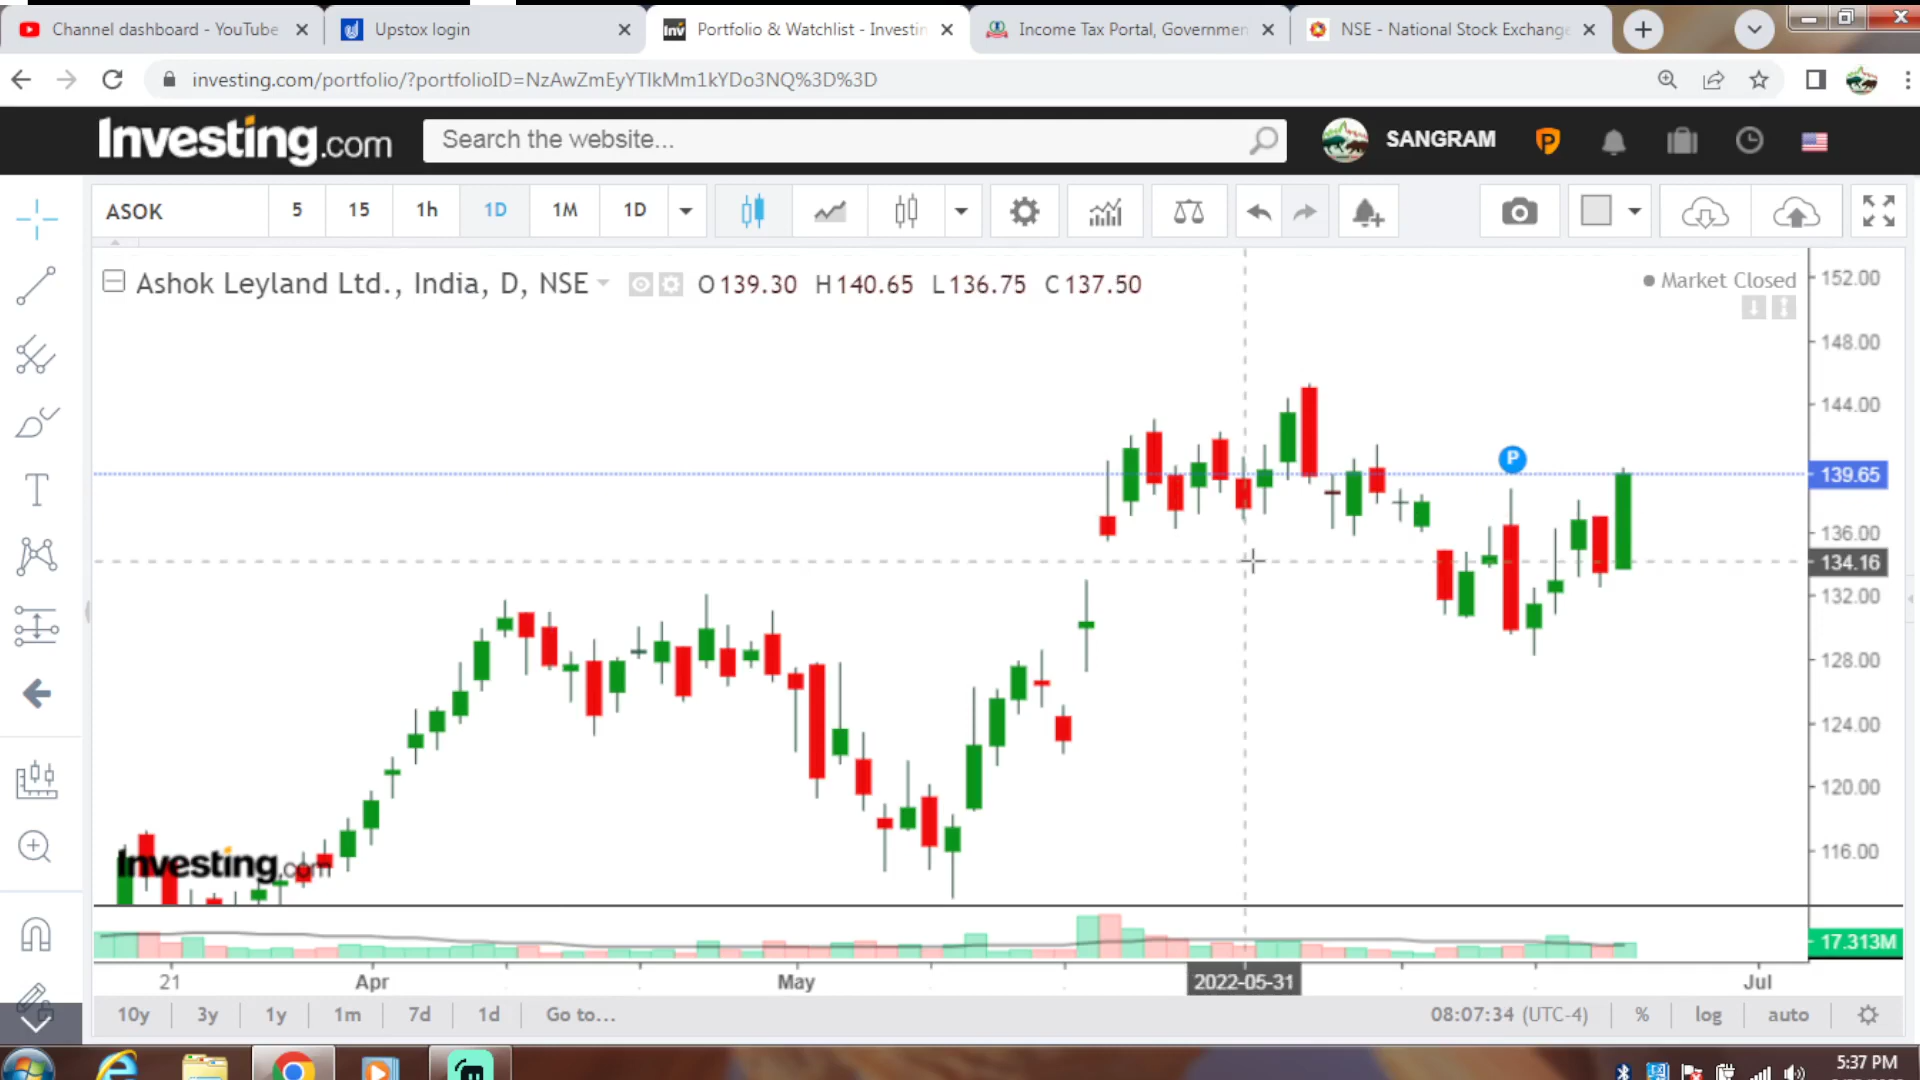 Channel dashboard - YouTube
Upstox login
Portfolio & Watchlist - Investin
Income Tax Portal, Governmen
NSE - National Stock Exchange
investing.com/portfolio/?portfolioID=NzAwZmEyYTlkMm1kYDo3NQ%3D%3D
Investing.com
Search the website...
SANGRAM
ASOK
5
15
1h
1D
1M
1D
Ashok Leyland Ltd., India, D, NSE
O139.30 H140.65 L136.75 C137.50
Market Closed
152.00
148.00
144.00
P
139.65
136.00
134.16
132.00
128.00
124.00
120.00
116.00
Investing.com
17.313M
21
Apr
May
2022-05-31
Jul
10y
3y
1y
1m
7d
1d
Go to...
08:07:34 (UTC-4)
%
log
auto
5:37 PM